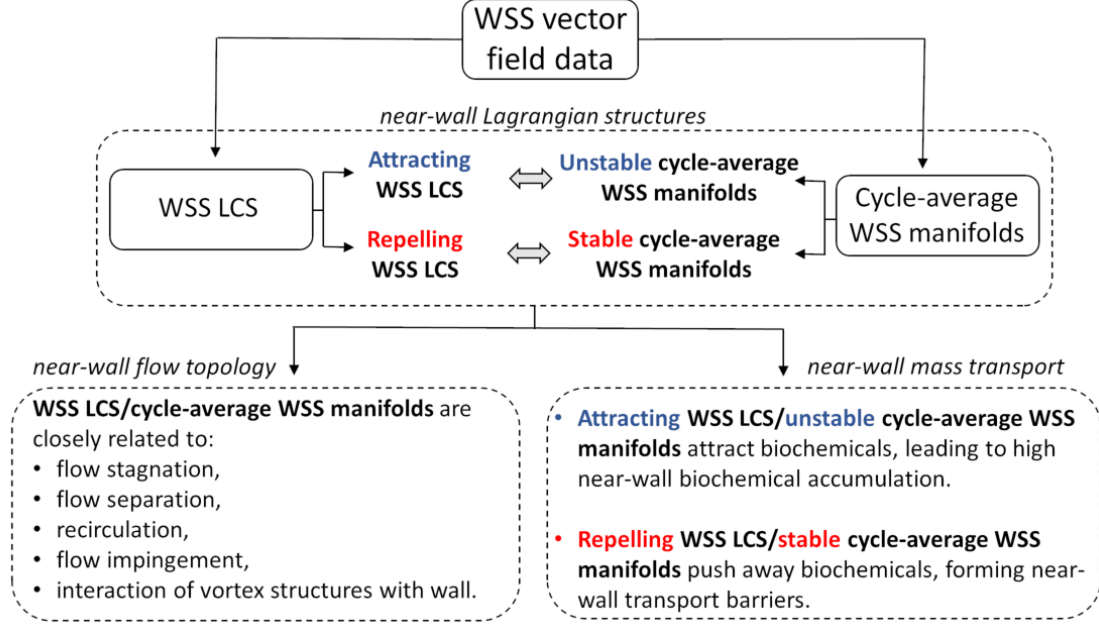 WSS vector
field data
near-wall Lagrangian structures
WSS LCS
Attracting
WSS LCS
Unstable cycle-average
WSS manifolds
Repelling
WSS LCS
Stable cycle-average
WSS manifolds
Cycle-average
WSS manifolds
near-wall flow topology
WSS LCS/cycle-average WSS manifolds are
closely related to:
• flow stagnation,
• flow separation,
• recirculation,
• flow impingement,
• interaction of vortex structures with wall.
near-wall mass transport
• Attracting WSS LCS/unstable cycle-average WSS
manifolds attract biochemicals, leading to high
near-wall biochemical accumulation.
• Repelling WSS LCS/stable cycle-average WSS
manifolds push away biochemicals, forming near-
wall transport barriers.